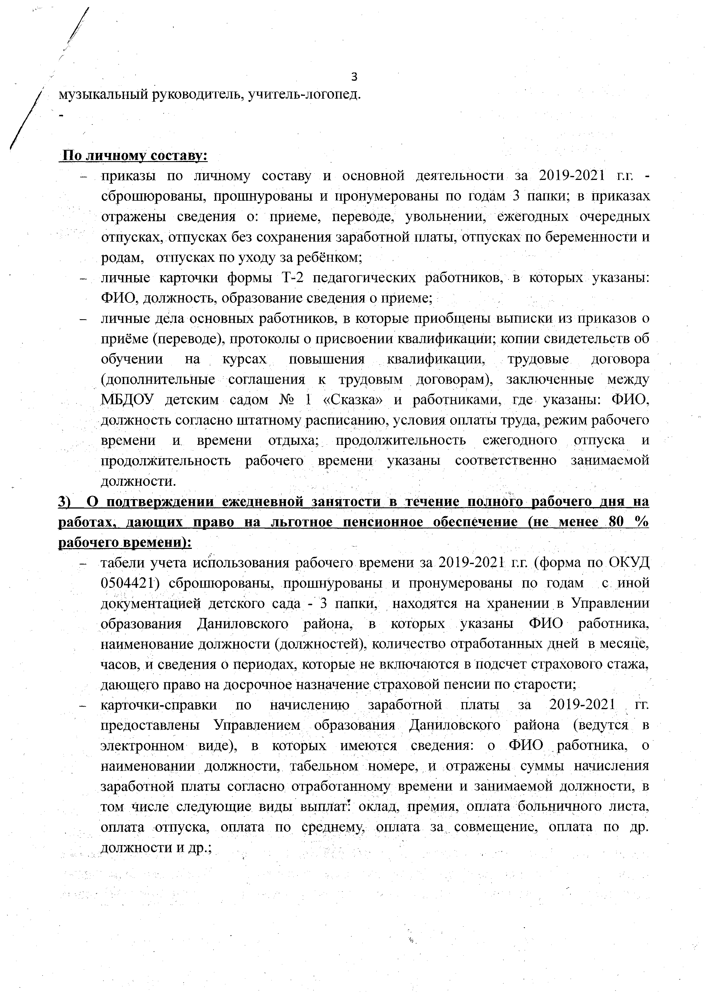 3
музыкальный руководитель, учитель-логопед.
-
По личному составу:
– приказы по личному составу и основной деятельности за 2019-2021 г.г. -
сброшюрованы, прошнурованы и пронумерованы по годам 3 папки; в приказах
отражены сведения о: приеме, переводе, увольнении, ежегодных очередных
отпусках, отпусках без сохранения заработной платы, отпусках по беременности и
родам, отпусках по уходу за ребёнком;
– личные карточки формы Т-2 педагогических работников, в которых указаны:
ФИО, должность, образование сведения о приеме;
– личные дела основных работников, в которые приобщены выписки из приказов о
приёме (переводе), протоколы о присвоении квалификации; копии свидетельств об
обучении на курсах повышения квалификации, трудовые договора
(дополнительные соглашения к трудовым договорам), заключенные между
МБДОУ детским садом № 1 «Сказка» и работниками, где указаны: ФИО,
должность согласно штатному расписанию, условия оплаты труда, режим рабочего
времени и времени отдыха; продолжительность ежегодного отпуска и
продолжительность рабочего времени указаны соответственно занимаемой
должности.
3) О подтверждении ежедневной занятости в течение полного рабочего дня на
работах, дающих право на льготное пенсионное обеспечение (не менее 80 %
рабочего времени):
– табели учета использования рабочего времени за 2019-2021 г.г. (форма по ОКУД
0504421) сброшюрованы, прошнурованы и пронумерованы по годам с иной
документацией детского сада - 3 папки, находятся на хранении в Управлении
образования Даниловского района, в которых указаны ФИО работника,
наименование должности (должностей), количество отработанных дней в месяце,
часов, и сведения о периодах, которые не включаются в подсчет страхового стажа,
дающего право на досрочное назначение страховой пенсии по старости;
– карточки-справки по начислению заработной платы за 2019-2021 гг.
предоставлены Управлением образования Даниловского района (ведутся в
электронном виде), в которых имеются сведения: о ФИО работника, о
наименовании должности, табельном номере, и отражены суммы начисления
заработной платы согласно отработанному времени и занимаемой должности, в
том числе следующие виды выплат: оклад, премия, оплата больничного листа,
оплата отпуска, оплата по среднему, оплата за совмещение, оплата по др.
должности и др.;